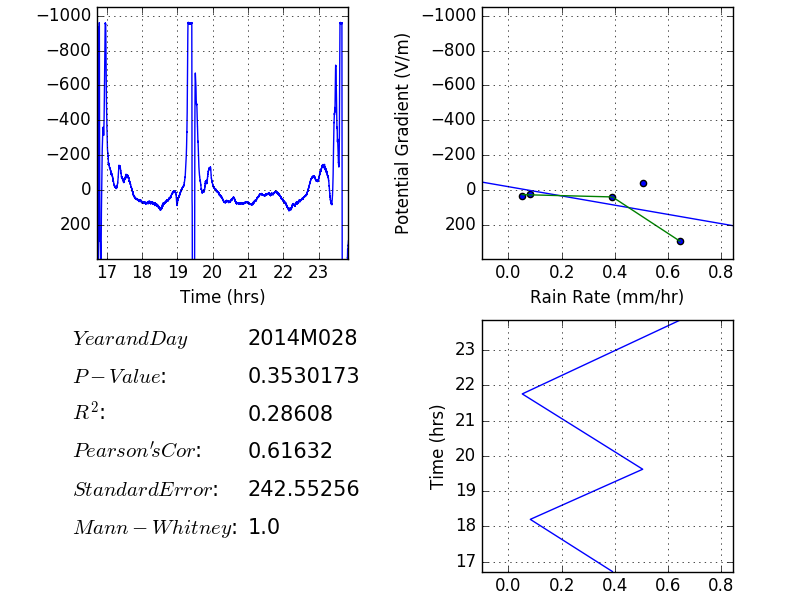 −1000
−800
−600
−400
−200
0
200
17 18 19 20 21 22 23
Time (hrs)
Potential Gradient (V/m)
−1000
−800
−600
−400
−200
0
200
0.0 0.2 0.4 0.6 0.8
Rain Rate (mm/hr)
YearandDay 2014M028
P−Value: 0.3530173
R²: 0.28608
Pearson'sCor: 0.61632
StandardError: 242.55256
Mann−Whitney: 1.0
Time (hrs)
23
22
21
20
19
18
17
0.0 0.2 0.4 0.6 0.8